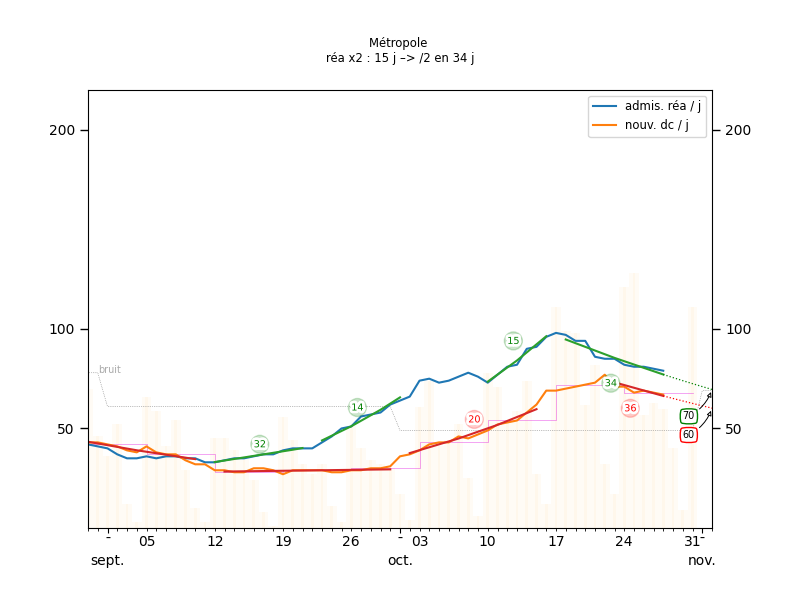 Métropole
réa x2 : 15 j –> /2 en 34 j
admis. réa / j
nouv. dc / j
200
200
100
100
50
50
bruit
32
14
15
20
34
36
70
60
- 05 12 19 26 - 03 10 17 24 31-
sept. oct. nov.